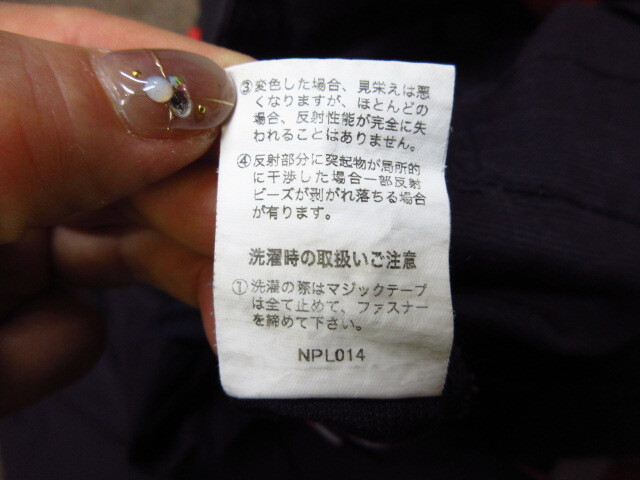 ③変色した場合、見栄えは悪
くなりますが、ほとんどの
場合、反射性能が完全に失
われることはありません。
④反射部分に突起物が局所的
に干渉した場合一部反射
ビーズが剥がれ落ちる場合
が有ります。
洗濯時の取扱いご注意
①洗濯の際はマジックテープ
は全て止めて、ファスナー
を締めて下さい。
NPL014